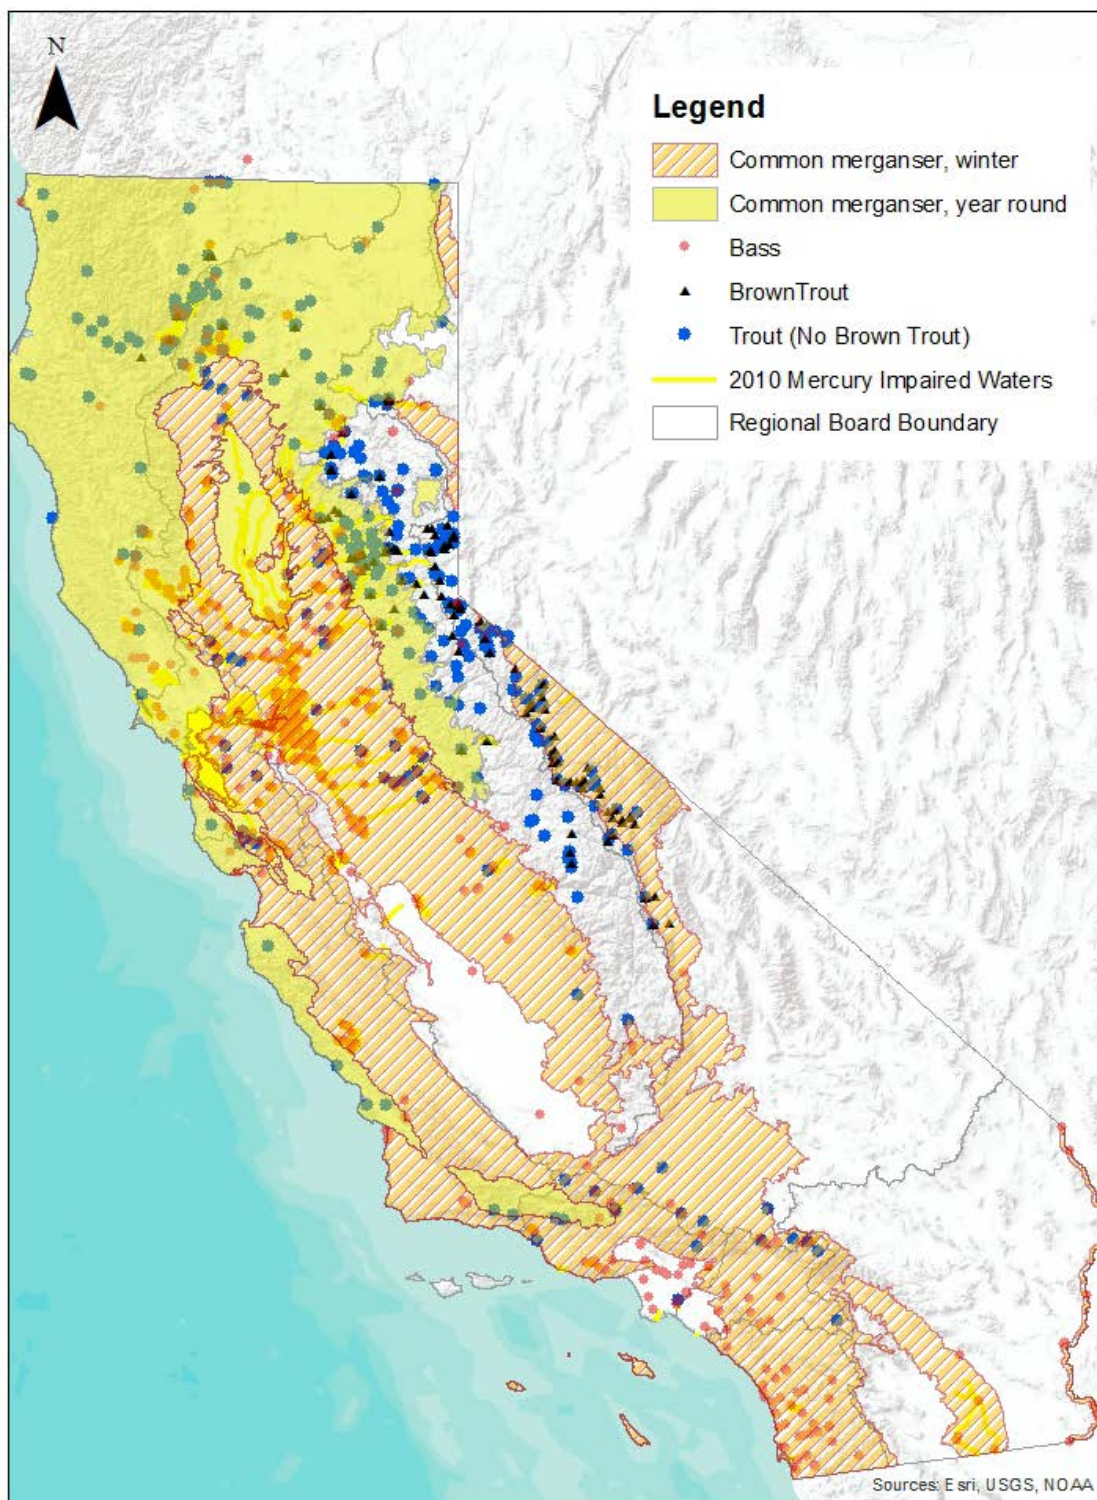 N
Legend
Common merganser, winter
Common merganser, year round
Bass
BrownTrout
Trout (No Brown Trout)
2010 Mercury Impaired Waters
Regional Board Boundary
Sources: Esri, USGS, NOAA